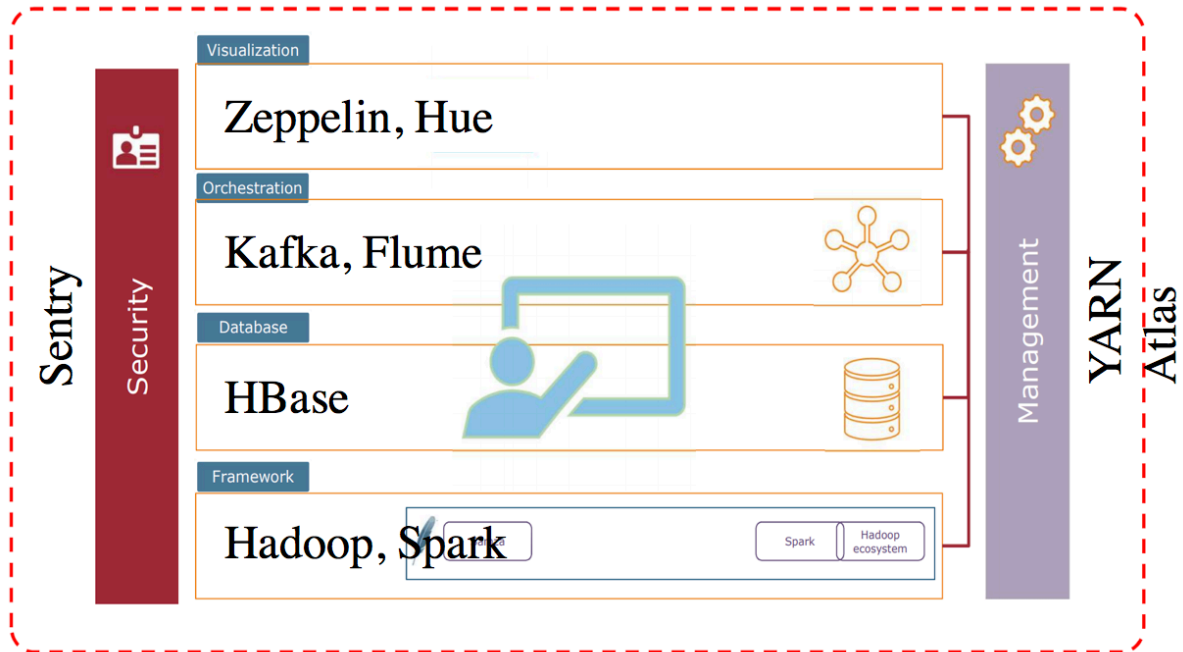 Visualization
Zeppelin, Hue
Orchestration
Kafka, Flume
Sentry
Security
Management
YARN
Atlas
Database
HBase
Framework
Hadoop, Spark
Spark
Hadoop
ecosystem